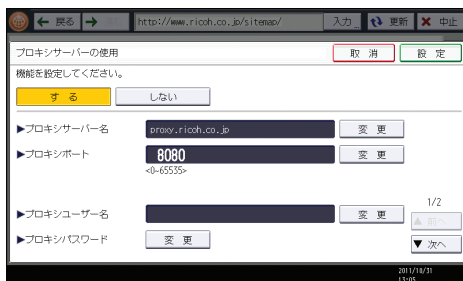 戻る
http://www.ricoh.co.jp/sitemap/ 入力 更新 中止
プロキシサーバーの使用 取 消 設 定
機能を設定してください。
す る しない
▶プロキシサーバー名 proxy.ricoh.co.jp 変 更
▶プロキシポート 8080 変 更
<0~65535>
1/2
▶プロキシユーザー名 変 更 ▲ 前へ
▶プロキシパスワード 変 更 ▼ 次へ
2011/10/31
13:05